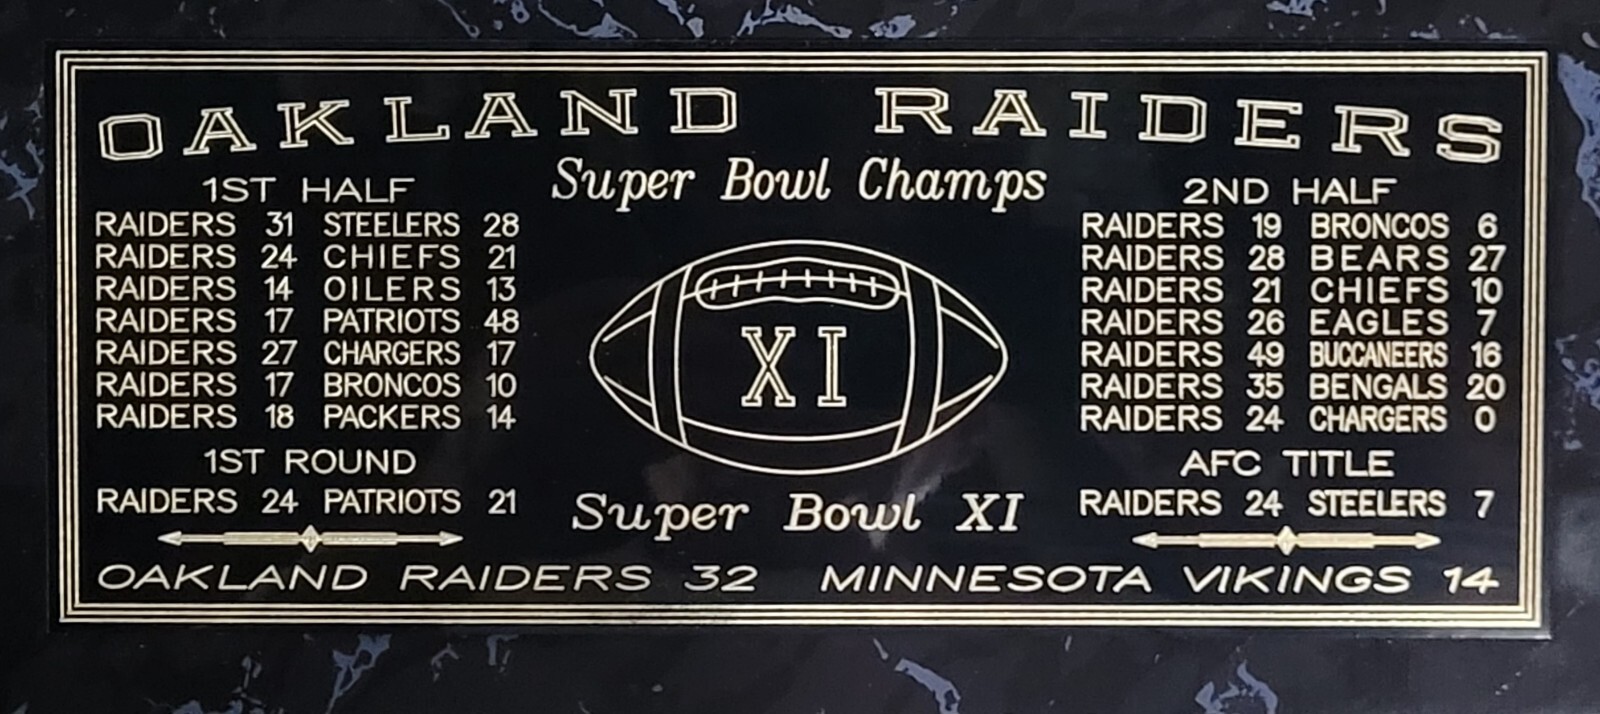 OAKLAND RAIDERS
Super Bowl Champs
1ST HALF
RAIDERS 31 STEELERS 28
RAIDERS 24 CHIEFS 21
RAIDERS 14 OILERS 13
RAIDERS 17 PATRIOTS 48
RAIDERS 27 CHARGERS 17
RAIDERS 17 BRONCOS 10
RAIDERS 18 PACKERS 14
1ST ROUND
RAIDERS 24 PATRIOTS 21
XI
Super Bowl XI
2ND HALF
RAIDERS 19 BRONCOS 6
RAIDERS 28 BEARS 27
RAIDERS 21 CHIEFS 10
RAIDERS 26 EAGLES 7
RAIDERS 49 BUCCANEERS 16
RAIDERS 35 BENGALS 20
RAIDERS 24 CHARGERS 0
AFC TITLE
RAIDERS 24 STEELERS 7
OAKLAND RAIDERS 32 MINNESOTA VIKINGS 14